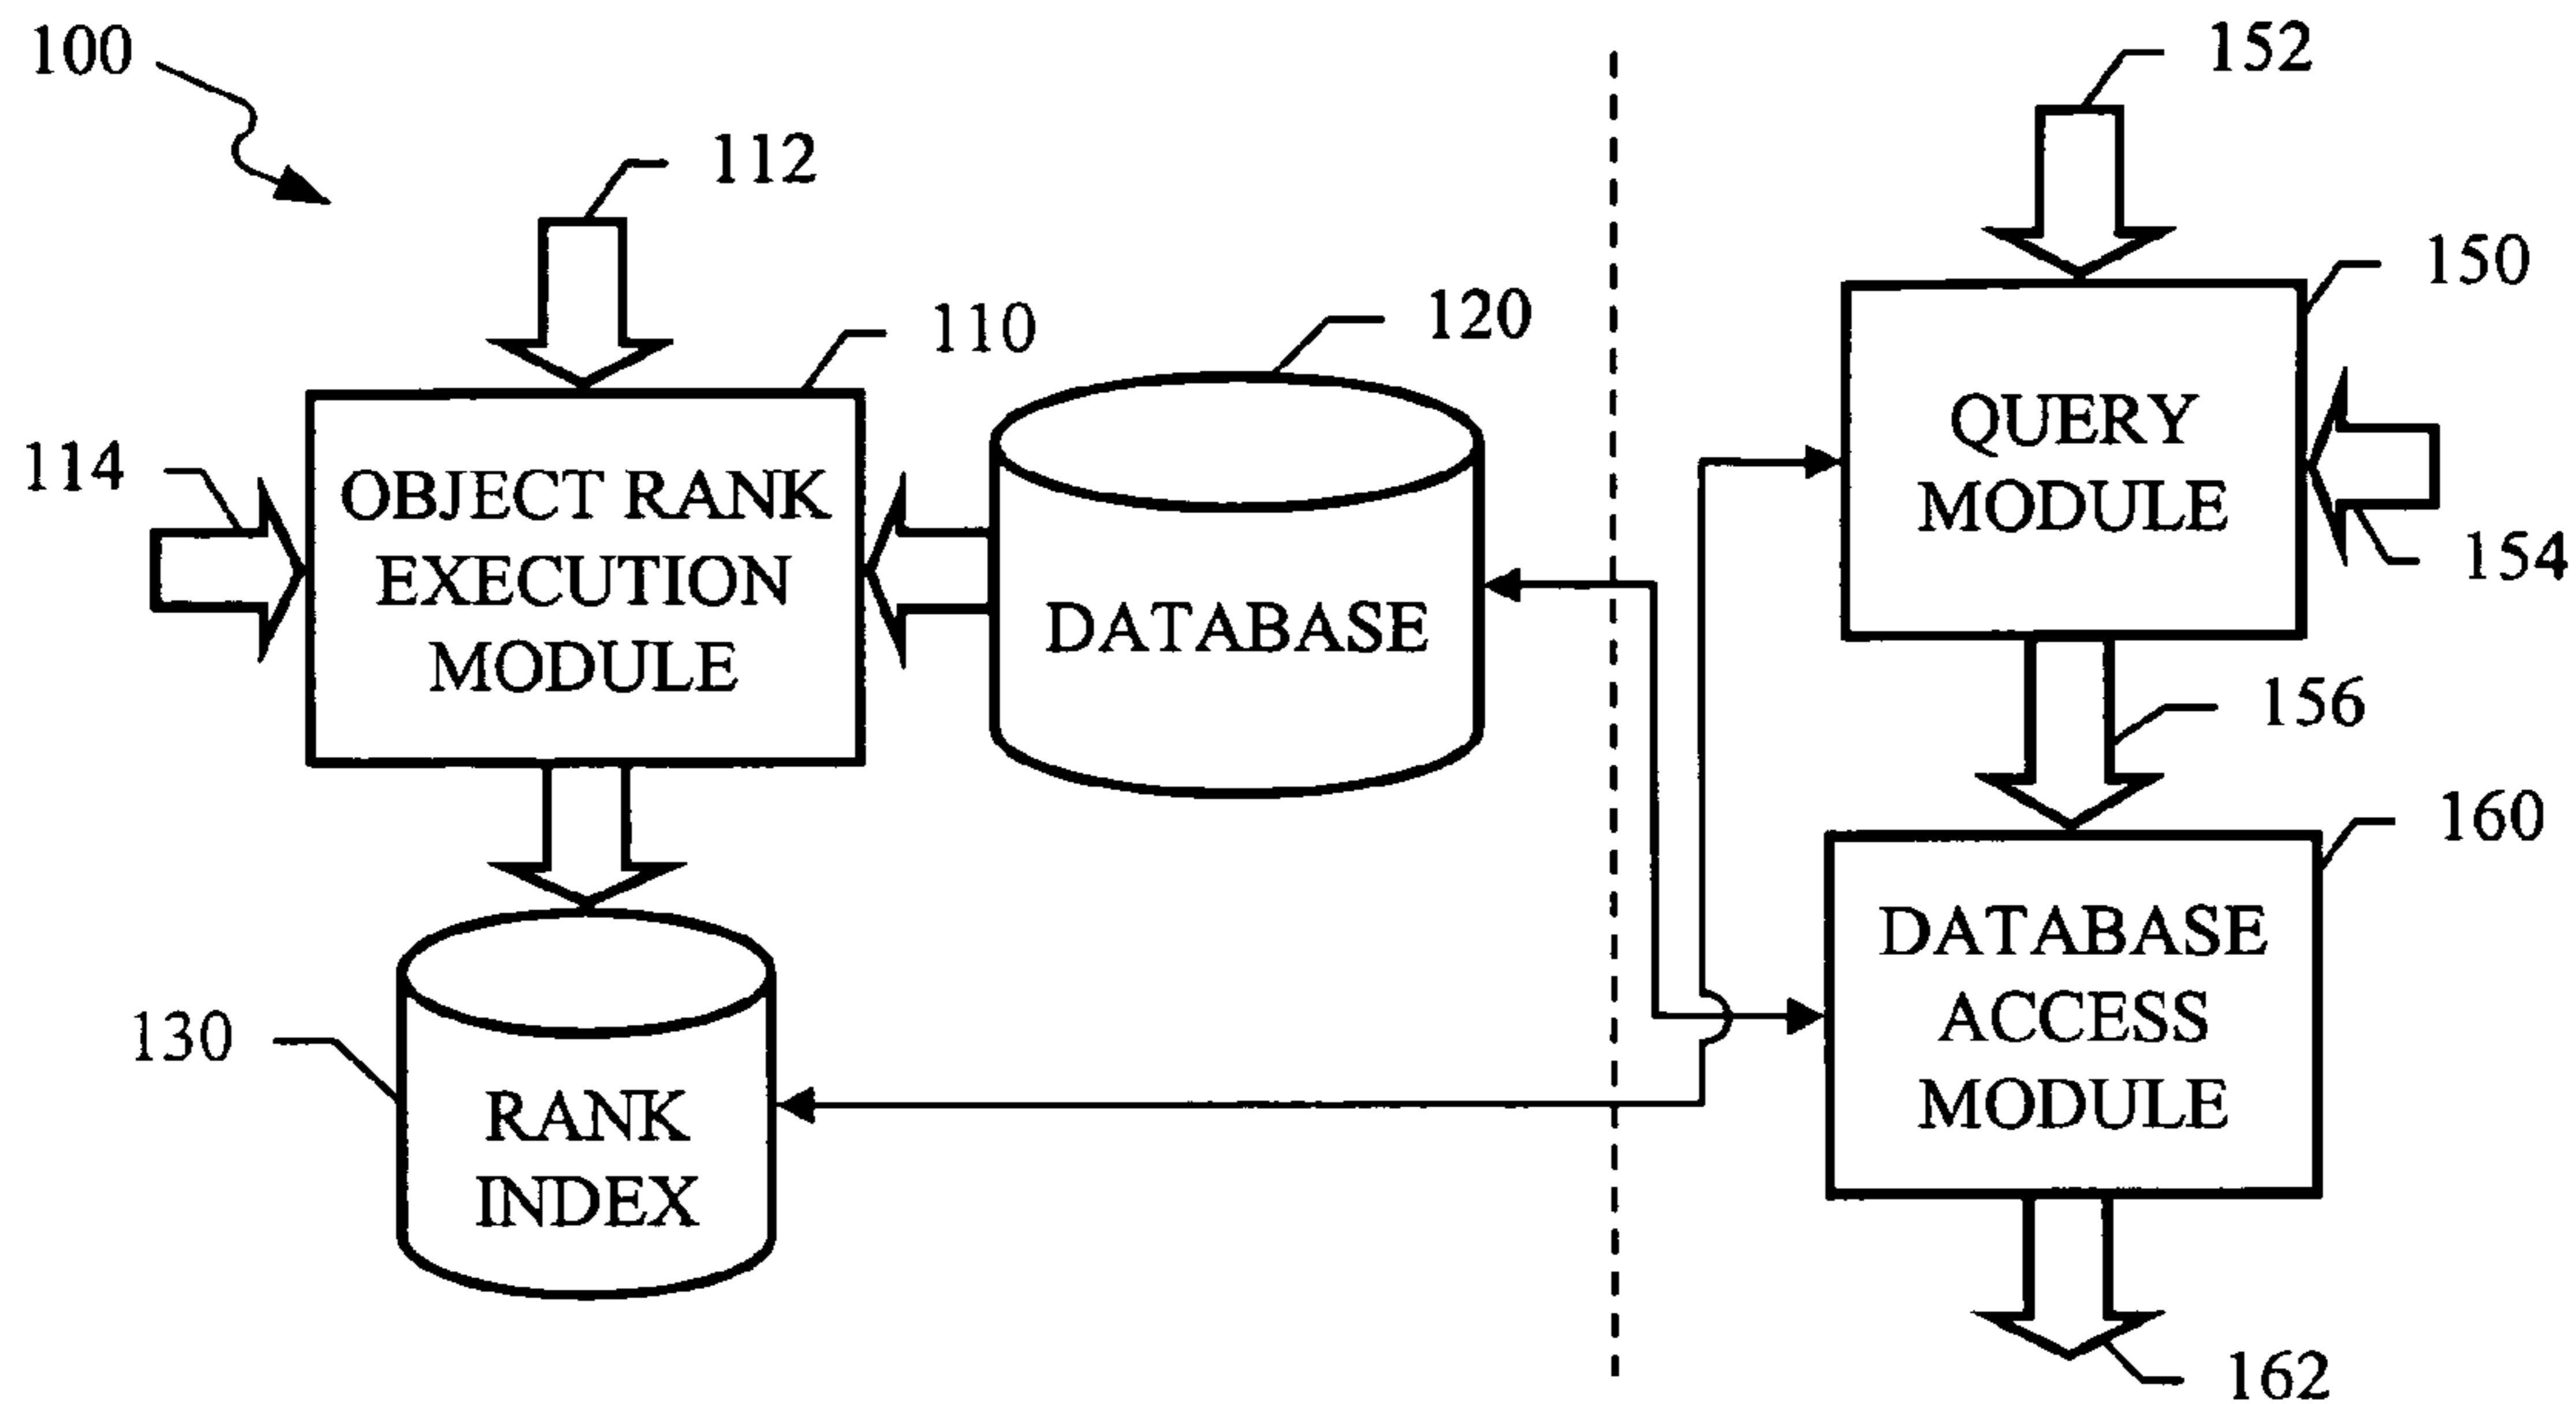 100
112
152
110
120
150
114
OBJECT RANK
EXECUTION
MODULE
DATABASE
QUERY
MODULE
154
156
160
130
RANK
INDEX
DATABASE
ACCESS
MODULE
162